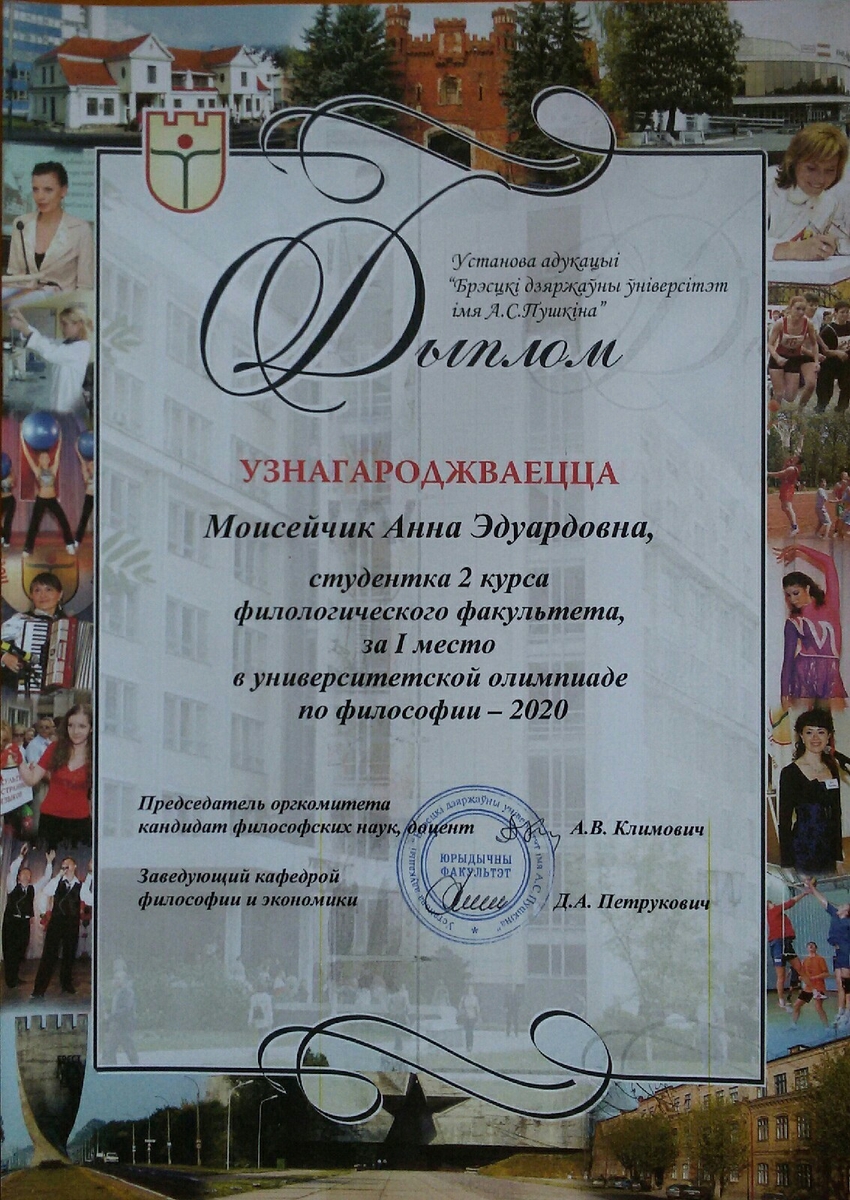 Установа адукацыі
“Брэсцкі дзяржаўны ўніверсітэт
імя А.С.Пушкіна”
Дыплом
УЗНАГАРОДЖВАЕЦЦА
Моисейчик Анна Эдуардовна,
студентка 2 курса
филологического факультета,
за I место
в университетской олимпиаде
по философии – 2020
Председатель оргкомитета
кандидат философских наук, доцент А.В. Климович
Заведующий кафедрой
философии и экономики Д.А. Петрукович
ЮРЫДЫЧНЫ
ФАКУЛЬТЭТ